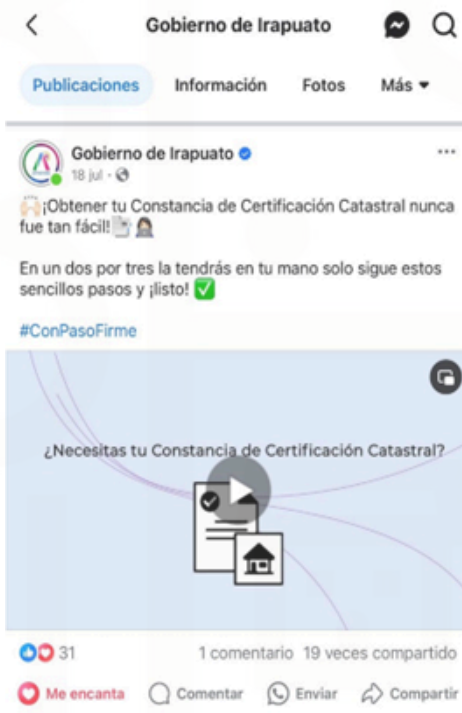 Gobierno de Irapuato
Publicaciones Información Fotos Más
Gobierno de Irapuato
18 jul ·
¡Obtener tu Constancia de Certificación Catastral nunca
fue tan fácil!
En un dos por tres la tendrás en tu mano solo sigue estos
sencillos pasos y ¡listo!
#ConPasoFirme
¿Necesitas tu Constancia de Certificación Catastral?
31 1 comentario 19 veces compartido
Me encanta Comentar Enviar Compartir